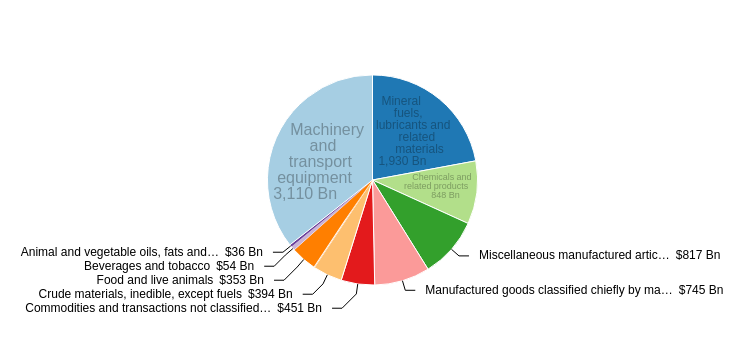 Mineral
fuels,
lubricants and
related
materials
1,930 Bn
Machinery
and
transport
equipment
3,110 Bn
Chemicals and
related products
848 Bn
Animal and vegetable oils, fats and… $36 Bn
Beverages and tobacco $54 Bn
Food and live animals $353 Bn
Crude materials, inedible, except fuels $394 Bn
Commodities and transactions not classified… $451 Bn
Miscellaneous manufactured artic… $817 Bn
Manufactured goods classified chiefly by ma… $745 Bn